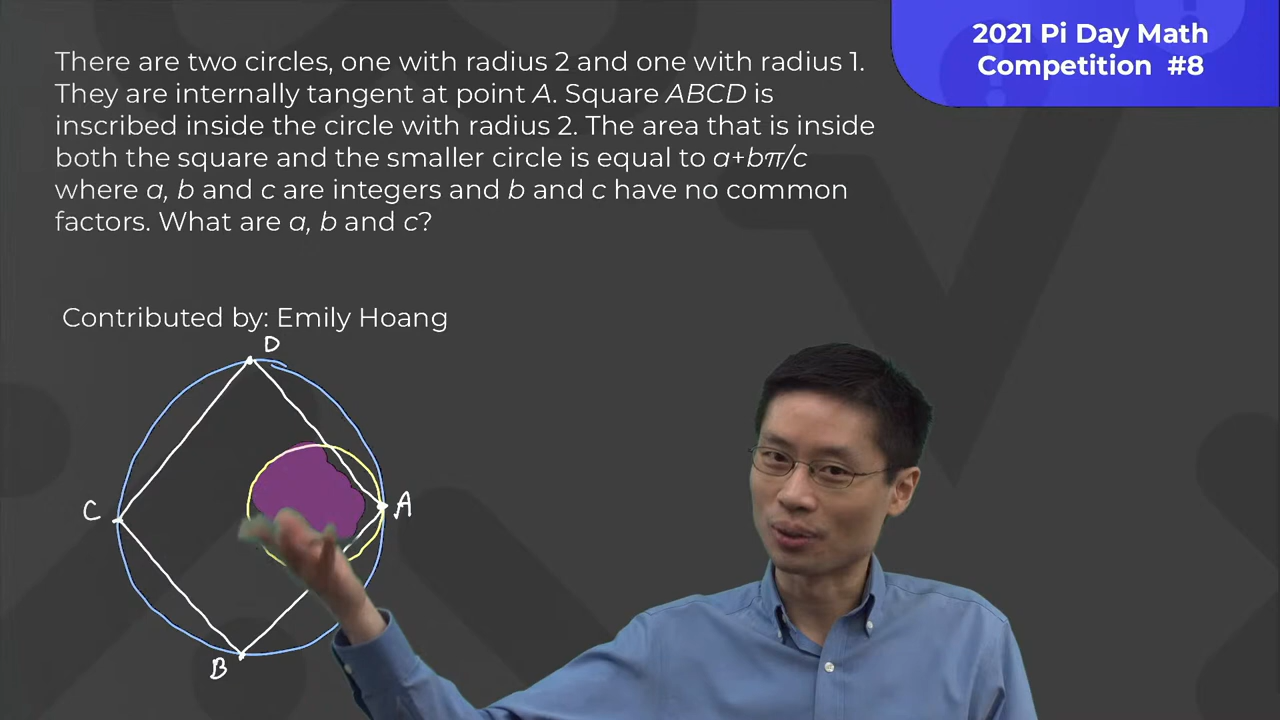 2021 Pi Day Math
Competition #8
There are two circles, one with radius 2 and one with radius 1.
They are internally tangent at point A. Square ABCD is
inscribed inside the circle with radius 2. The area that is inside
both the square and the smaller circle is equal to a+bπ/c
where a, b and c are integers and b and c have no common
factors. What are a, b and c?
Contributed by: Emily Hoang
D
C
A
B